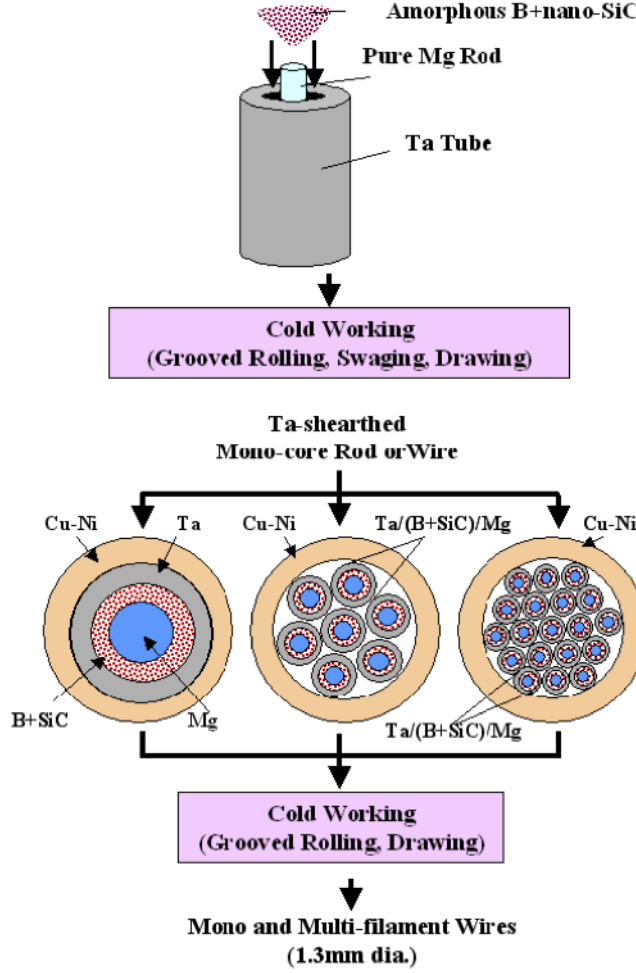 Amorphous B+nano-SiC
Pure Mg Rod
Ta Tube
Cold Working
(Grooved Rolling, Swaging, Drawing)
Ta-shearthed
Mono-core Rod or Wire
Cu-Ni
Ta
Cu-Ni
Ta/(B+SiC)/Mg
Cu-Ni
B+SiC
Mg
Ta/(B+SiC)/Mg
Cold Working
(Grooved Rolling, Drawing)
Mono and Multi-filament Wires
(1.3mm dia.)